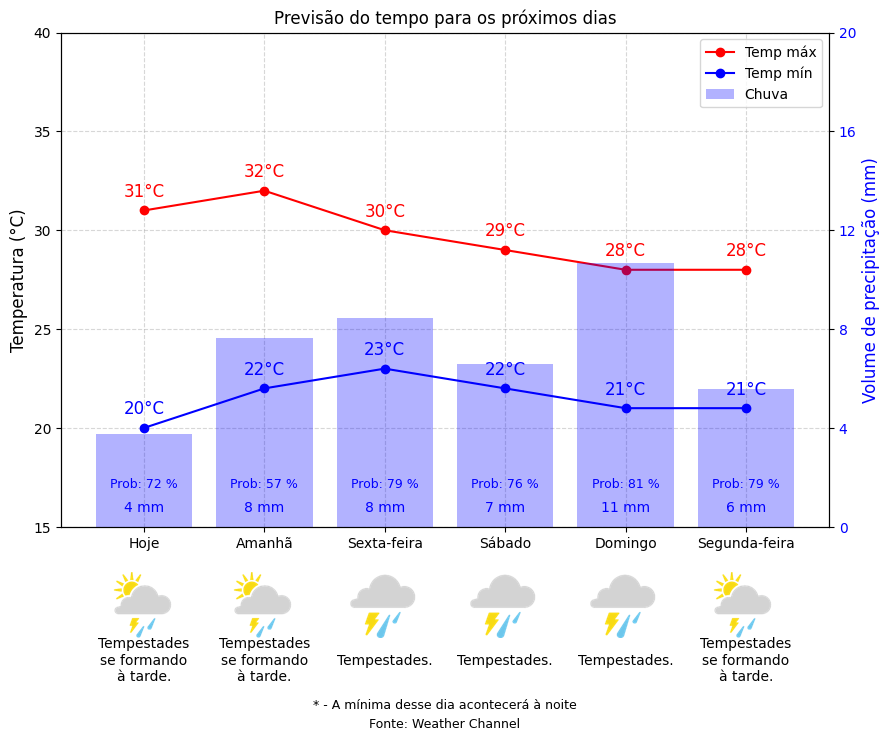 Previsão do tempo para os próximos dias
Temp máx
Temp mín
Chuva
Temperatura (°C)
Volume de precipitação (mm)
40
35
30
25
20
15
20
16
12
8
4
0
31°C
32°C
30°C
29°C
28°C
28°C
20°C
22°C
23°C
22°C
21°C
21°C
Prob: 72 %
4 mm
Prob: 57 %
8 mm
Prob: 79 %
8 mm
Prob: 76 %
7 mm
Prob: 81 %
11 mm
Prob: 79 %
6 mm
Hoje
Amanhã
Sexta-feira
Sábado
Domingo
Segunda-feira
Tempestades
se formando
à tarde.
Tempestades
se formando
à tarde.
Tempestades.
Tempestades.
Tempestades.
Tempestades
se formando
à tarde.
* - A mínima desse dia acontecerá à noite
Fonte: Weather Channel